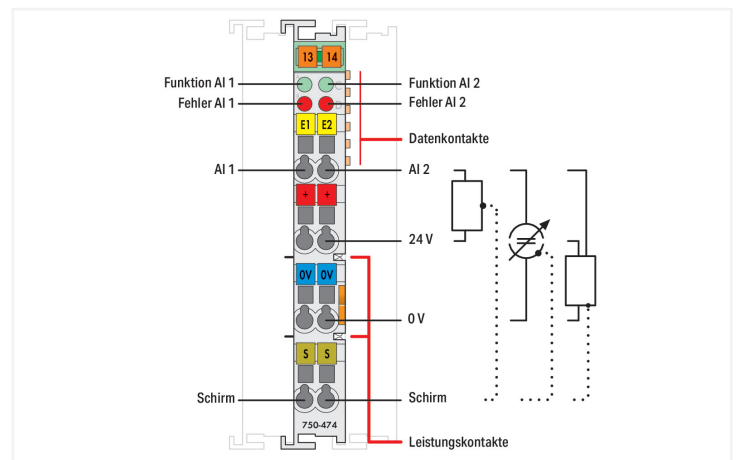 13 14
Funktion AI 1
Funktion AI 2
Fehler AI 1
Fehler AI 2
E1 E2
Datenkontakte
AI 1
AI 2
+ +
24 V
0V 0V
0 V
S S
Schirm
Schirm
750-474
Leistungskontakte